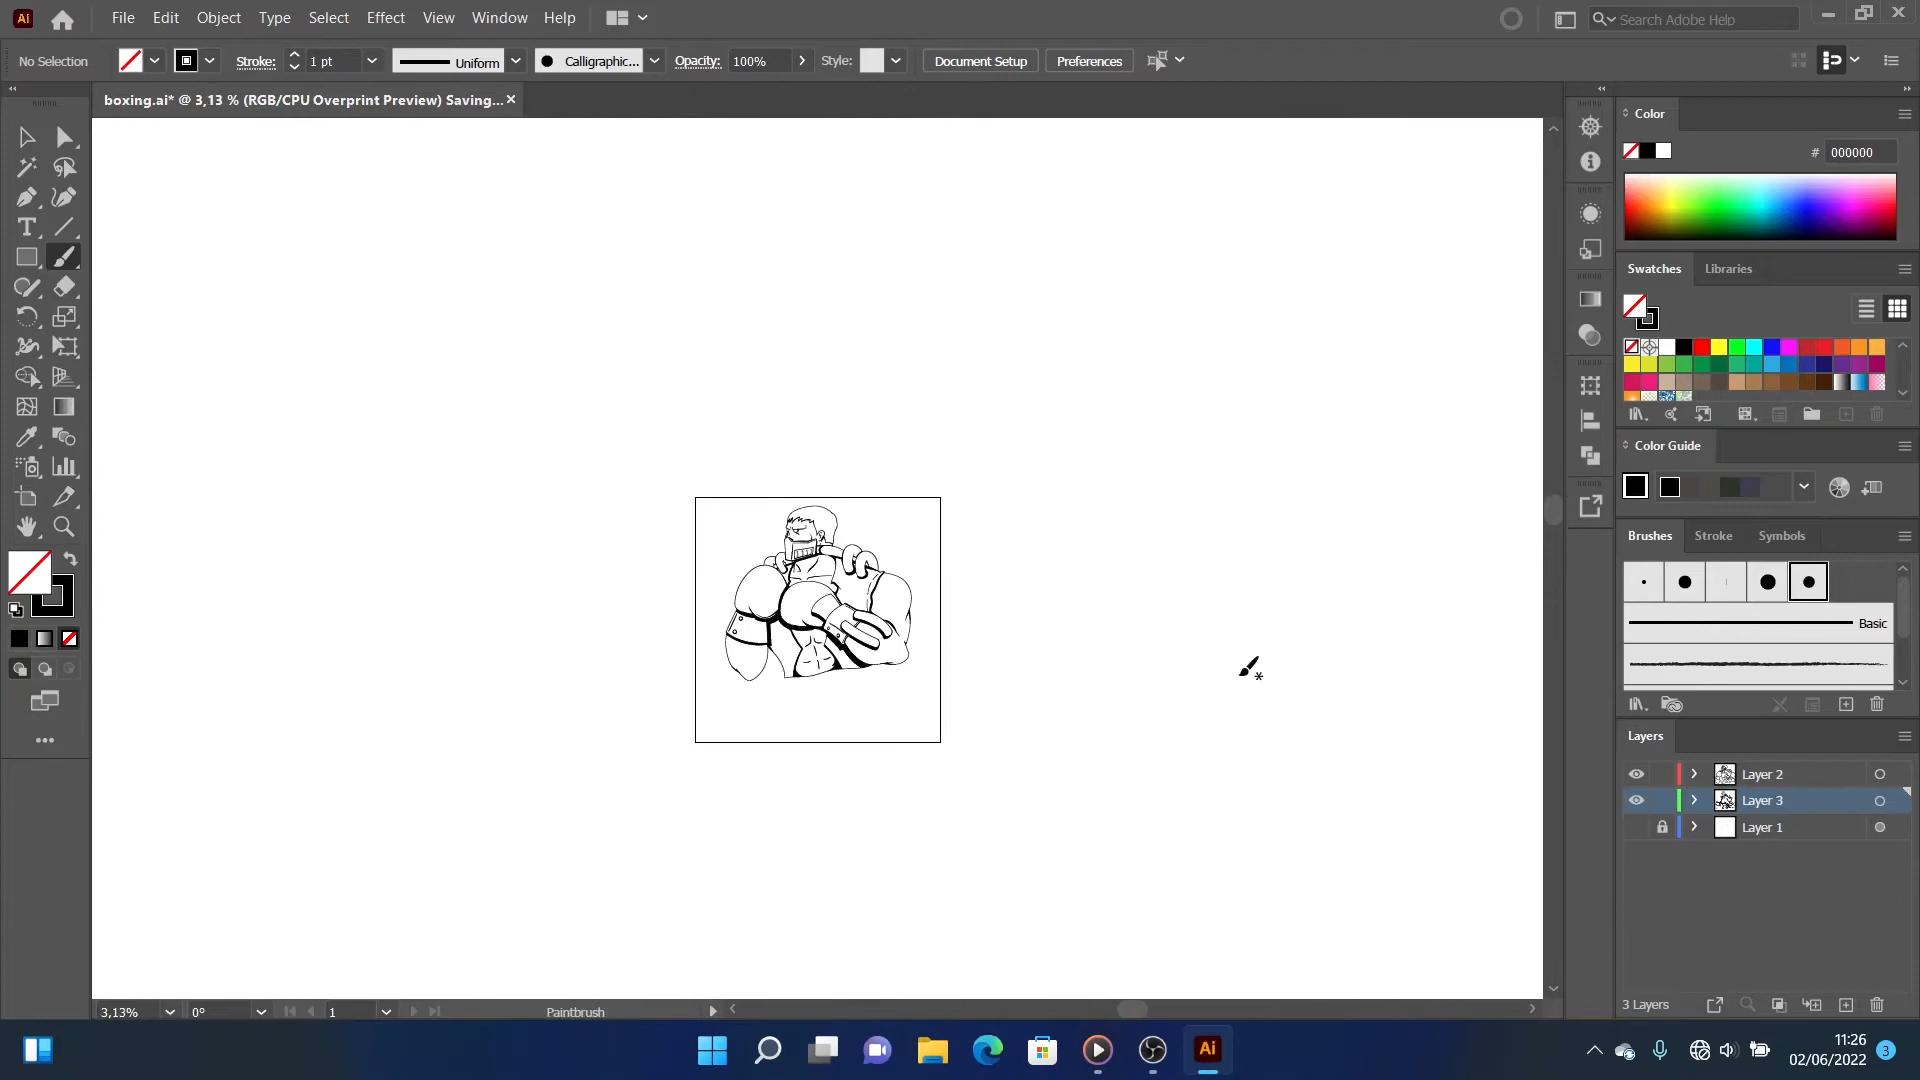 Ai File Edit Object Type Select Effect View Window Help Search Adobe Help
No Selection Stroke: 1 pt Uniform Calligraphic... Opacity: 100% Style: Document Setup Preferences
boxing.ai* @ 3,13 % (RGB/CPU Overprint Preview) Saving... ×
Color
# 000000
Swatches Libraries
Color Guide
Brushes Stroke Symbols
Basic
Layers
Layer 2
Layer 3
Layer 1
3 Layers
3,13% 0° 1 Paintbrush
Ai
11:26
02/06/2022 3